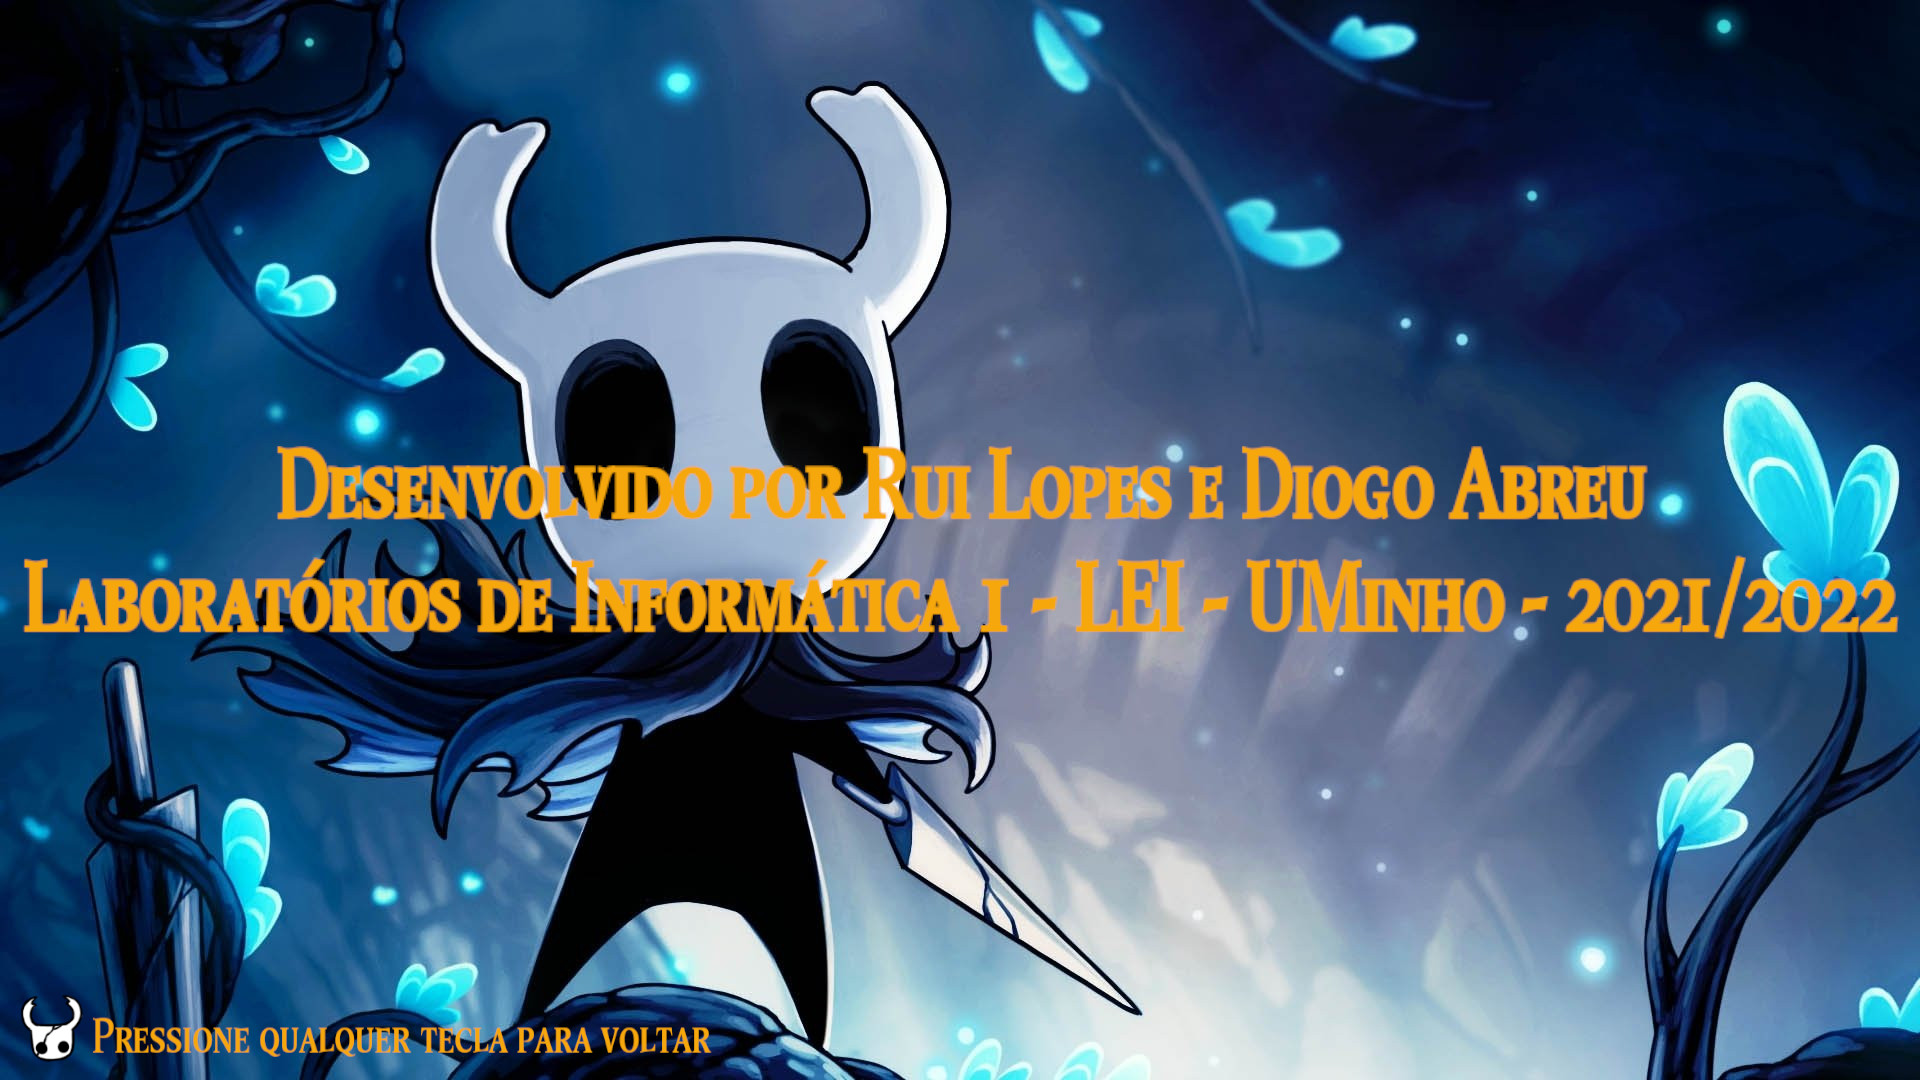 Desenvolvido por Rui Lopes e Diogo Abreu
Laboratórios de Informática 1 - LEI - UMinho - 2021/2022
Pressione qualquer tecla para voltar